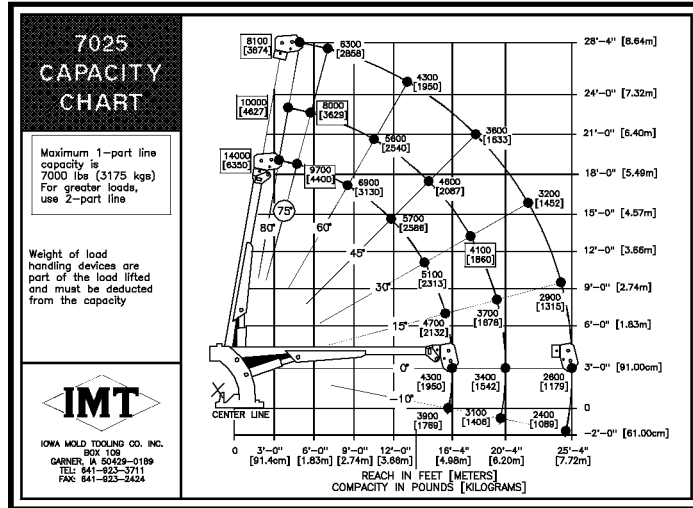 7025
CAPACITY
CHART
Maximum 1-part line
capacity is
7000 lbs (3175 kgs)
For greater loads,
use 2-part line
Weight of load
handling devices are
part of the load lifted
and must be deducted
from the capacity
IMT
IOWA MOLD TOOLING CO. INC.
BOX 109
GARNER, IA 50429-0189
TEL: 641-923-3711
FAX: 641-923-2424
8100
[3674]
6300
[2858]
4300
[1950]
3600
[1633]
3200
[1452]
2900
[1315]
2600
[1179]
2400
[1089]
10000
[4627]
8000
[3629]
5600
[2540]
4600
[2087]
4100
[1860]
3700
[1678]
3400
[1542]
3100
[1406]
14000
[6350]
9700
[4400]
6900
[3130]
5700
[2586]
5100
[2313]
4700
[2132]
4300
[1950]
3900
[1769]
80°
75°
60°
45°
30°
15°
0°
-10°
CENTER LINE
28'-4" [8.64m]
24'-0" [7.32m]
21'-0" [6.40m]
18'-0" [5.49m]
15'-0" [4.57m]
12'-0" [3.66m]
9'-0" [2.74m]
6'-0" [1.83m]
3'-0" [91.00cm]
0
-2'-0" [61.00cm]
0 3'-0" 6'-0" 9'-0" 12'-0" 16'-4" 20'-4" 25'-4"
[91.4cm] [1.83m] [2.74m] [3.66m] [4.98m] [6.20m] [7.72m]
REACH IN FEET [METERS]
COMPACITY IN POUNDS [KILOGRAMS]